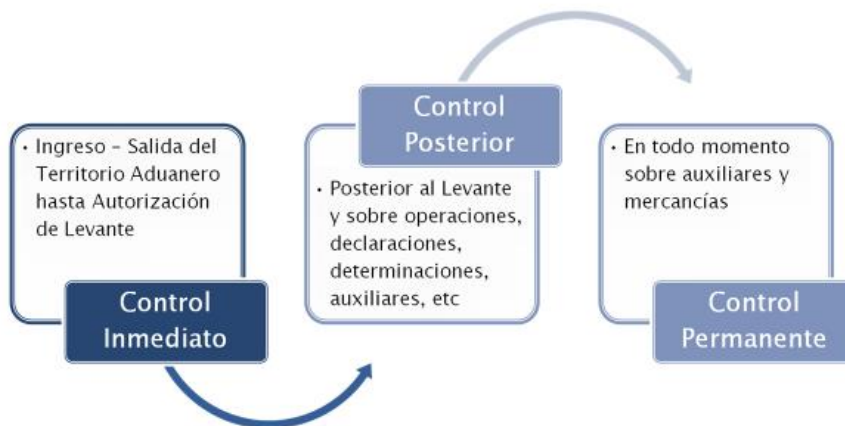 · Ingreso – Salida del
Territorio Aduanero
hasta Autorización
de Levante
Control
Inmediato
Control
Posterior
· Posterior al Levante
y sobre operaciones,
declaraciones,
determinaciones,
auxiliares, etc
· En todo momento
sobre auxiliares y
mercancías
Control
Permanente